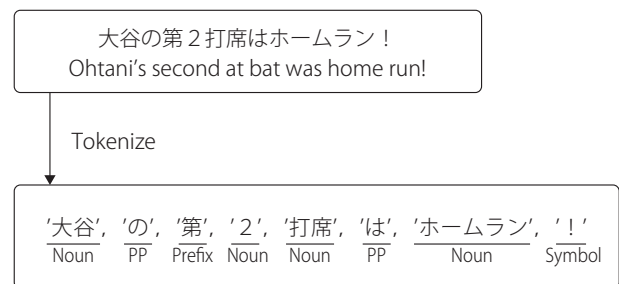 大谷の第２打席はホームラン！
Ohtani's second at bat was home run!
Tokenize
'大谷', 'の', '第', '２', '打席', 'は', 'ホームラン', '！'
Noun PP Prefix Noun Noun PP Noun Symbol